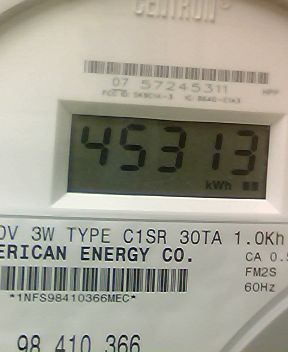 CENTRON
07 57245311
HPP
45313
kWh
0V 3W TYPE C1SR 30TA 1.0Kh
ERICAN ENERGY CO.
CA 0.5
FM2S
60Hz
*1NFS98410366MEC*
98 410 366